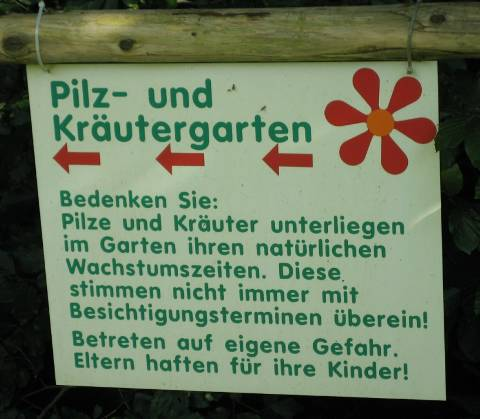 Pilz- und
Kräutergarten
Bedenken Sie:
Pilze und Kräuter unterliegen
im Garten ihren natürlichen
Wachstumszeiten. Diese
stimmen nicht immer mit
Besichtigungsterminen überein!
Betreten auf eigene Gefahr.
Eltern haften für ihre Kinder!